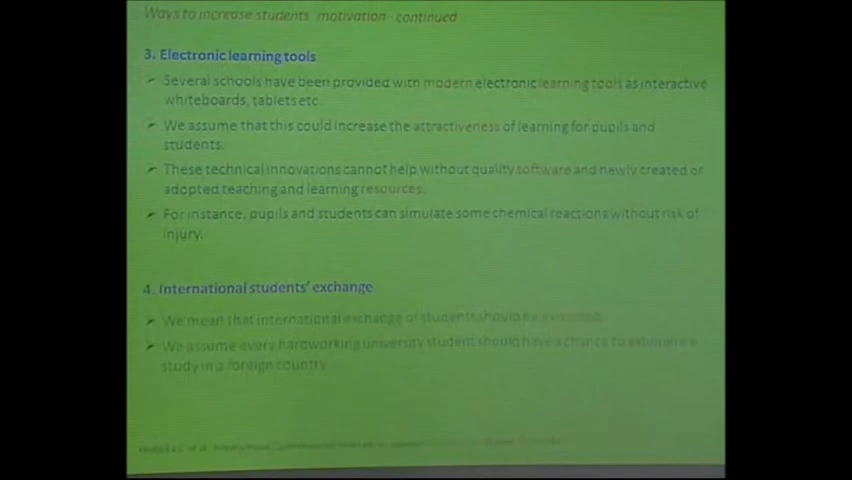 Ways to increase students' motivation - continued
3. Electronic learning tools
➢ Several schools have been provided with modern electronic learning tools as interactive
whiteboards, tablets etc.
➢ We assume that this could increase the attractiveness of learning for pupils and
students.
➢ These technical innovations cannot help without quality software and newly created or
adopted teaching and learning resources.
➢ For instance, pupils and students can simulate some chemical reactions without risk of
injury.
4. International students' exchange
➢ We mean that international exchange of students should be extended.
➢ We assume every hardworking university student should have a chance to experience
study in a foreign country.